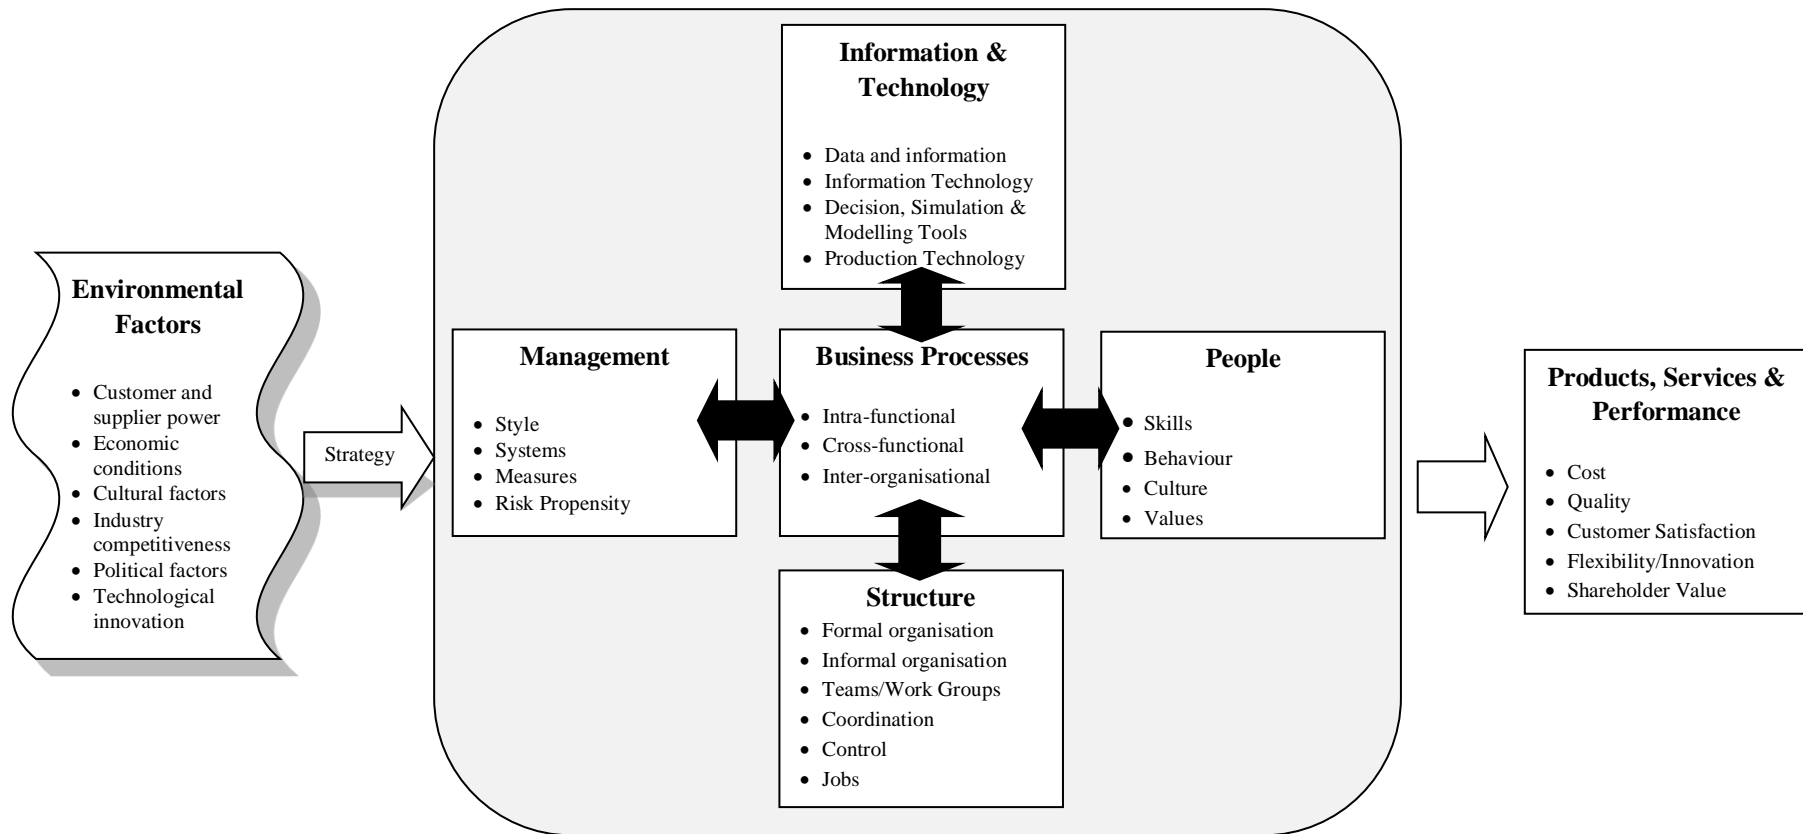 Information &
Technology
• Data and information
• Information Technology
• Decision, Simulation &
Modelling Tools
• Production Technology
Environmental
Factors
• Customer and
supplier power
• Economic
conditions
• Cultural factors
• Industry
competitiveness
• Political factors
• Technological
innovation
Strategy
Management
• Style
• Systems
• Measures
• Risk Propensity
Business Processes
• Intra-functional
• Cross-functional
• Inter-organisational
People
• Skills
• Behaviour
• Culture
• Values
Structure
• Formal organisation
• Informal organisation
• Teams/Work Groups
• Coordination
• Control
• Jobs
Products, Services &
Performance
• Cost
• Quality
• Customer Satisfaction
• Flexibility/Innovation
• Shareholder Value